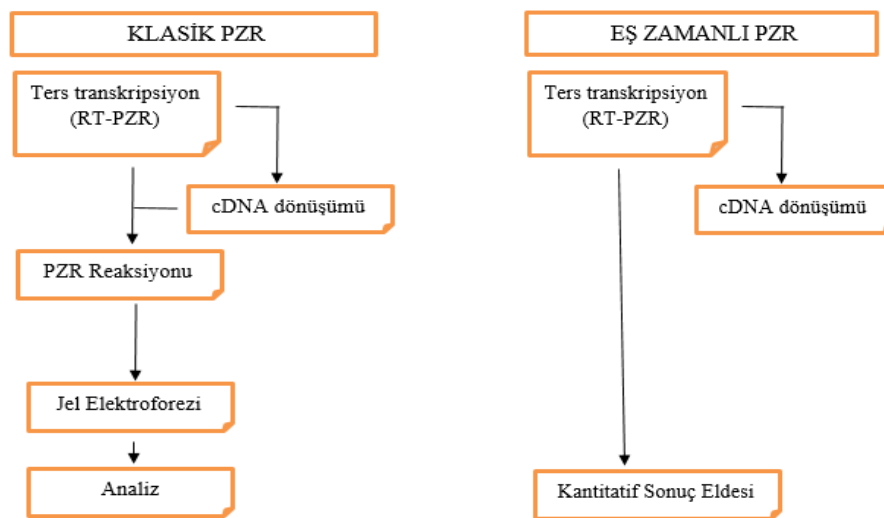 KLASİK PZR
Ters transkripsiyon
(RT-PZR)
cDNA dönüşümü
PZR Reaksiyonu
Jel Elektroforezi
Analiz
EŞ ZAMANLI PZR
Ters transkripsiyon
(RT-PZR)
cDNA dönüşümü
Kantitatif Sonuç Eldesi